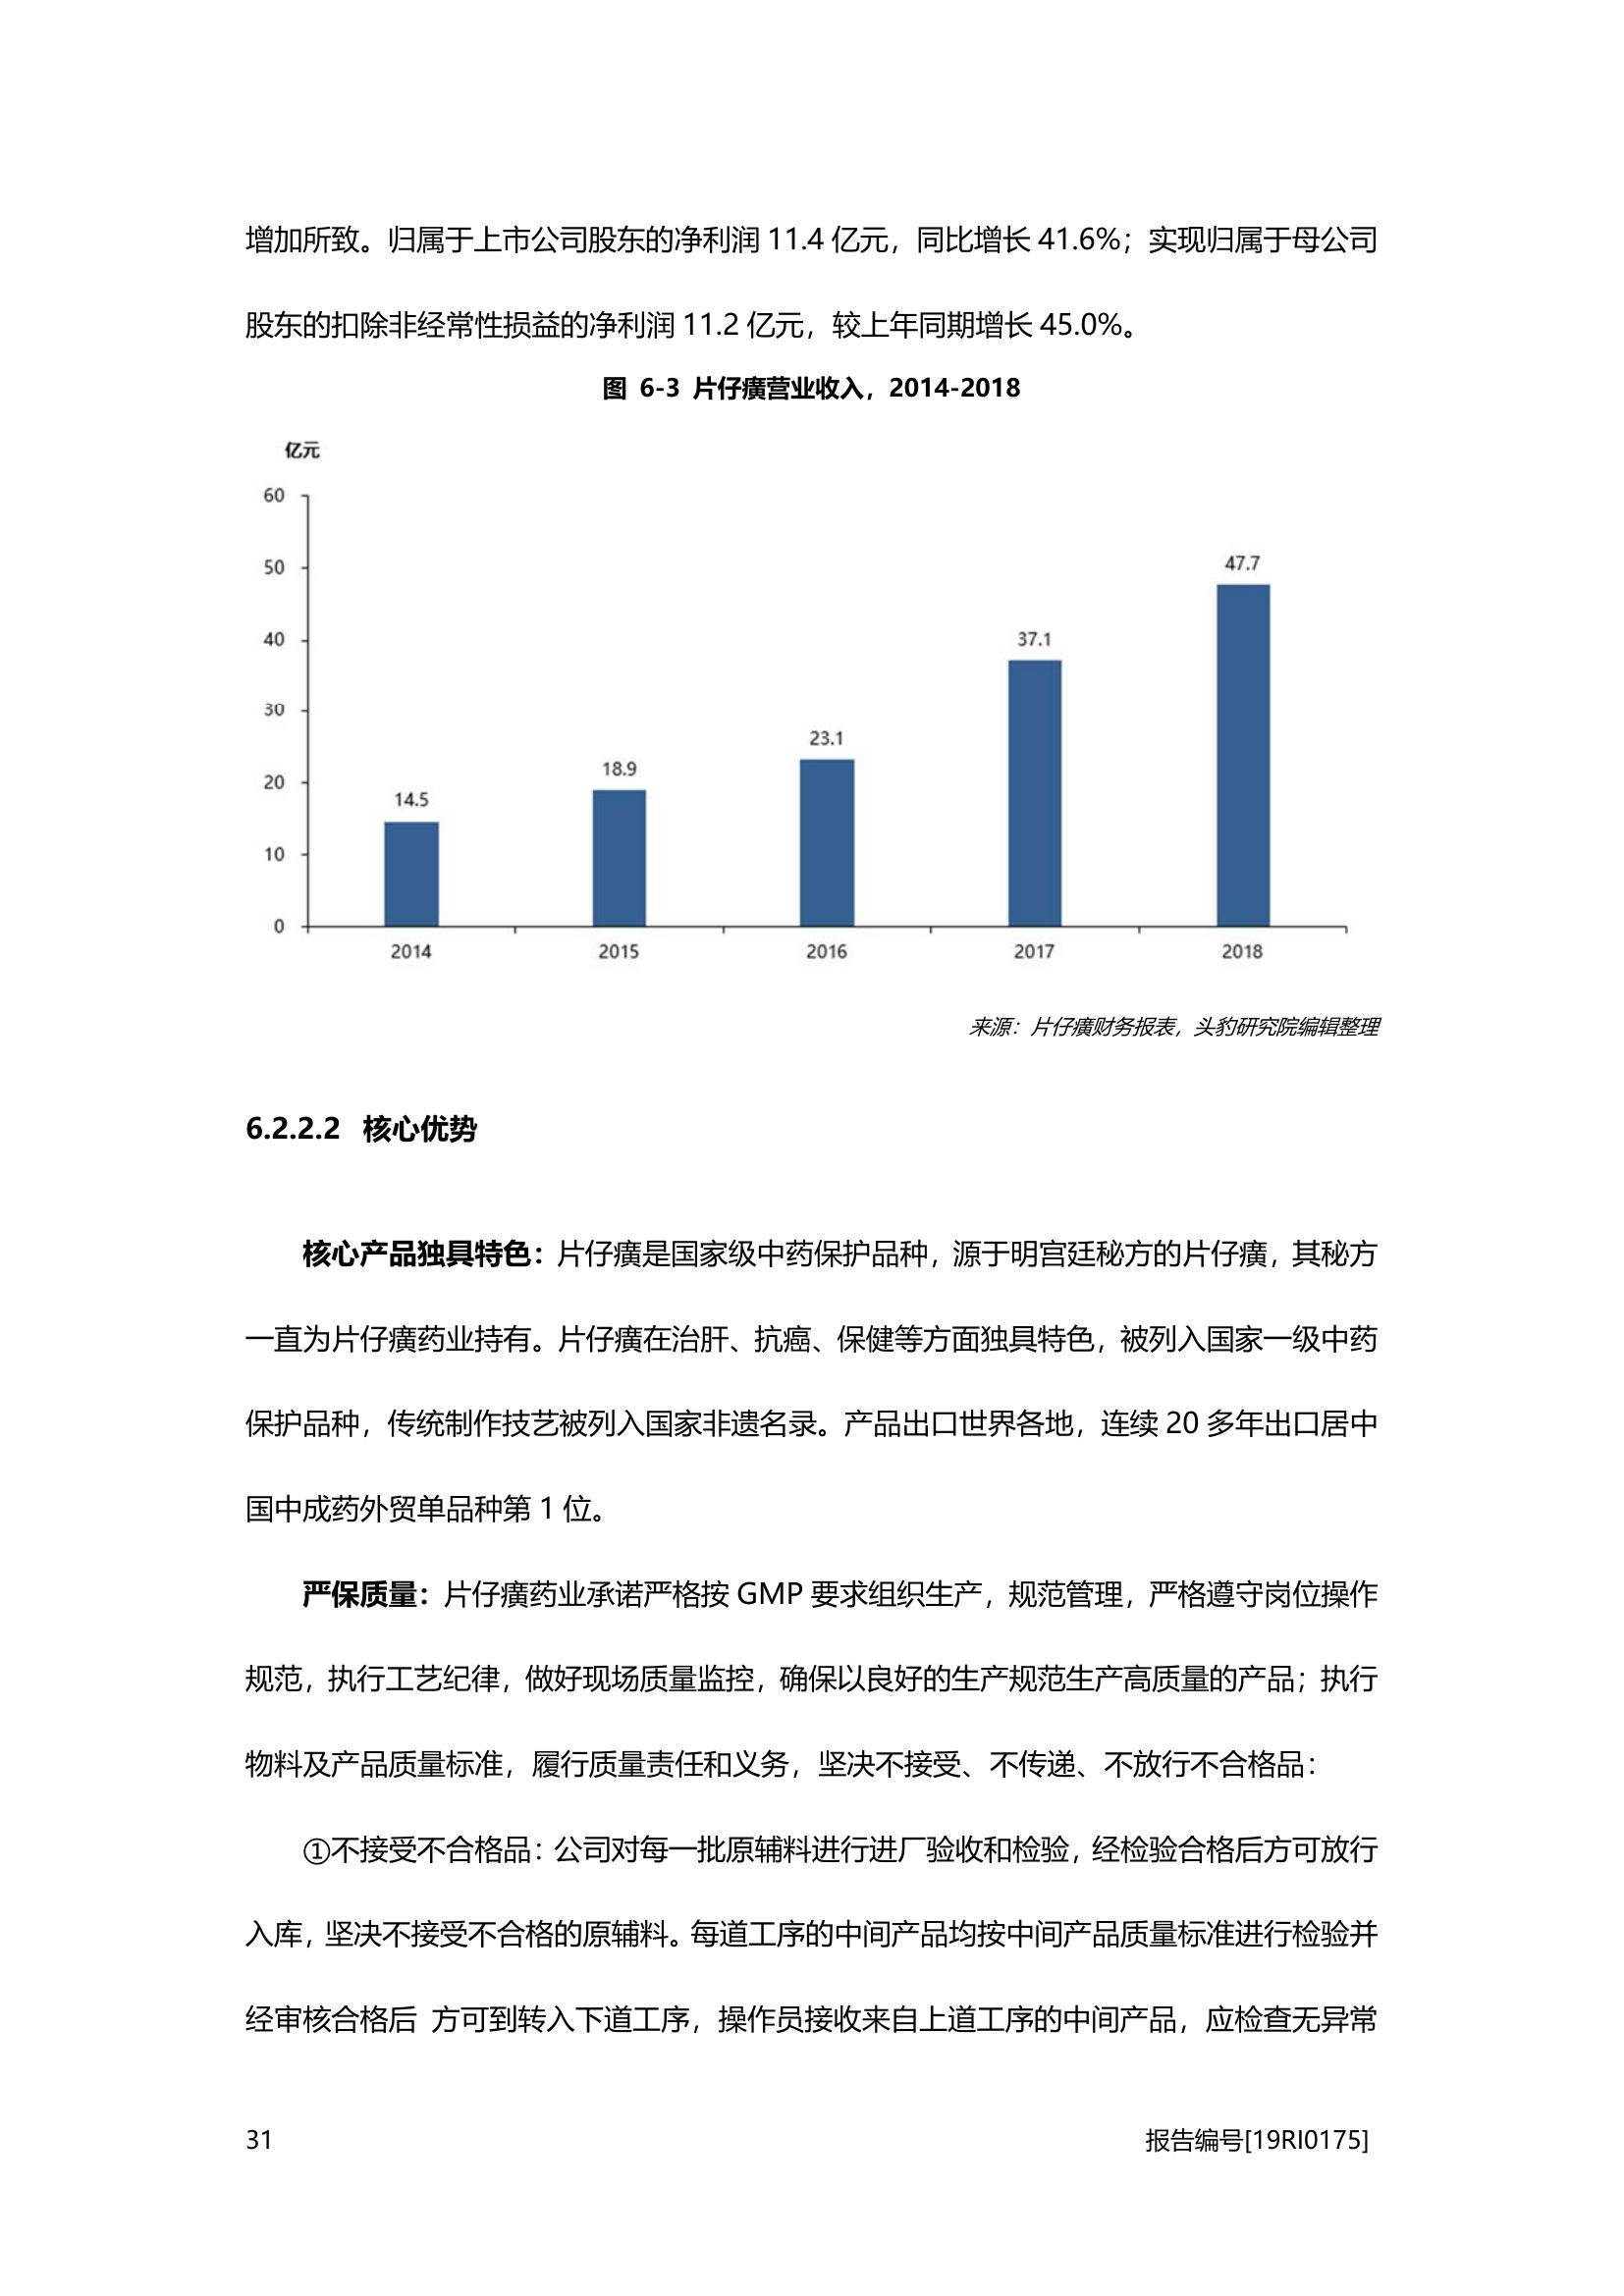 增加所致。归属于上市公司股东的净利润 11.4 亿元，同比增长 41.6%；实现归属于母公司
股东的扣除非经常性损益的净利润 11.2 亿元，较上年同期增长 45.0%。
图 6-3 片仔癀营业收入，2014-2018
亿元
60
50
40
30
20
10
0
14.5
18.9
23.1
37.1
47.7
2014 2015 2016 2017 2018
来源：片仔癀财务报表，头豹研究院编辑整理
6.2.2.2 核心优势
核心产品独具特色：片仔癀是国家级中药保护品种，源于明宫廷秘方的片仔癀，其秘方
一直为片仔癀药业持有。片仔癀在治肝、抗癌、保健等方面独具特色，被列入国家一级中药
保护品种，传统制作技艺被列入国家非遗名录。产品出口世界各地，连续 20 多年出口居中
国中成药外贸单品种第 1 位。
严保质量：片仔癀药业承诺严格按 GMP 要求组织生产，规范管理，严格遵守岗位操作
规范，执行工艺纪律，做好现场质量监控，确保以良好的生产规范生产高质量的产品；执行
物料及产品质量标准，履行质量责任和义务，坚决不接受、不传递、不放行不合格品：
①不接受不合格品：公司对每一批原辅料进行进厂验收和检验，经检验合格后方可放行
入库，坚决不接受不合格的原辅料。每道工序的中间产品均按中间产品质量标准进行检验并
经审核合格后 方可到转入下道工序，操作员接收来自上道工序的中间产品，应检查无异常
31 报告编号[19RI0175]